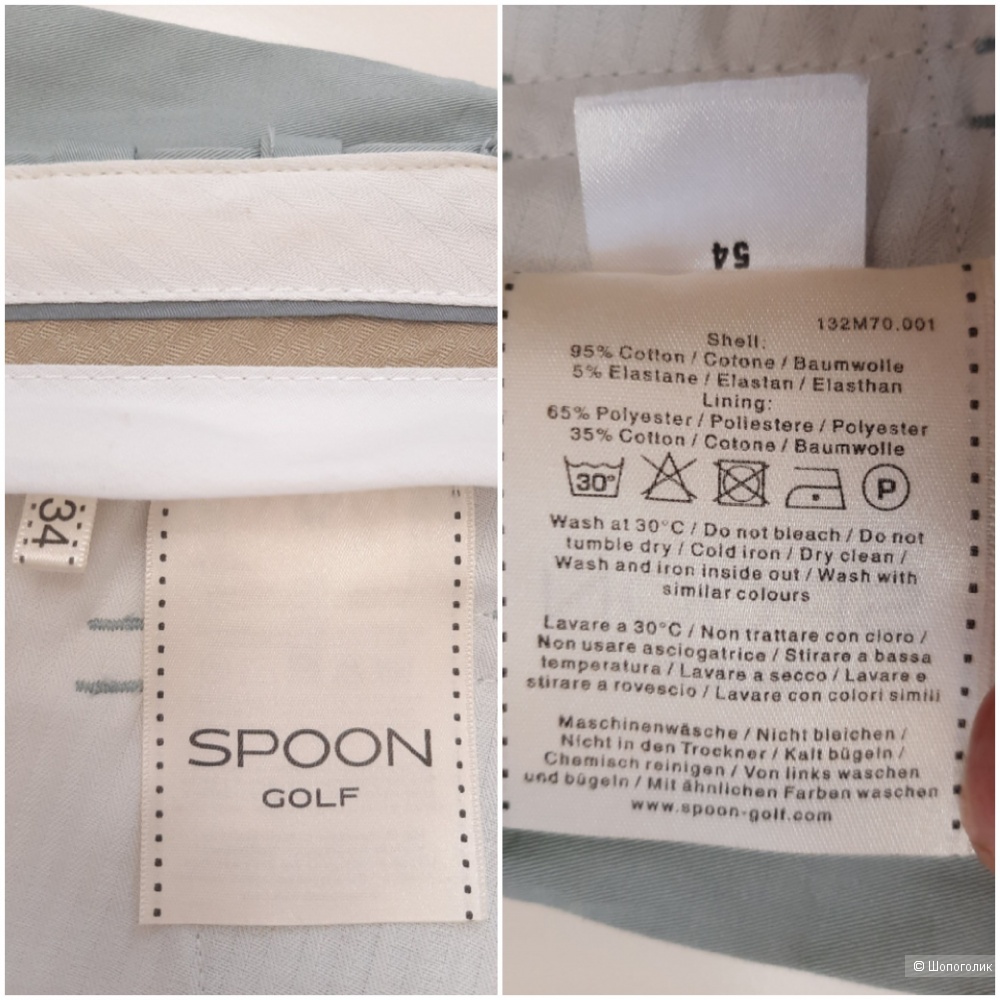 34
SPOON
GOLF
54
132M70.001
Shell:
95% Cotton / Cotone / Baumwolle
5% Elastane / Elastan / Elasthan
Lining:
65% Polyester / Poliestere / Polyester
35% Cotton / Cotone / Baumwolle
30° P
Wash at 30°C / Do not bleach / Do not
tumble dry / Cold iron / Dry clean /
Wash and iron inside out / Wash with
similar colours
Lavare a 30°C / Non trattare con cloro /
Non usare asciogatrice / Stirare a bassa
temperatura / Lavare a secco / Lavare e
stirare a rovescio / Lavare con colori simili
Maschinenwäsche / Nicht bleichen /
Nicht in den Trockner / Kalt bügeln /
Chemisch reinigen / Von links waschen
und bügeln / Mit ähnlichen Farben waschen
www.spoon-golf.com
© Шопоголик